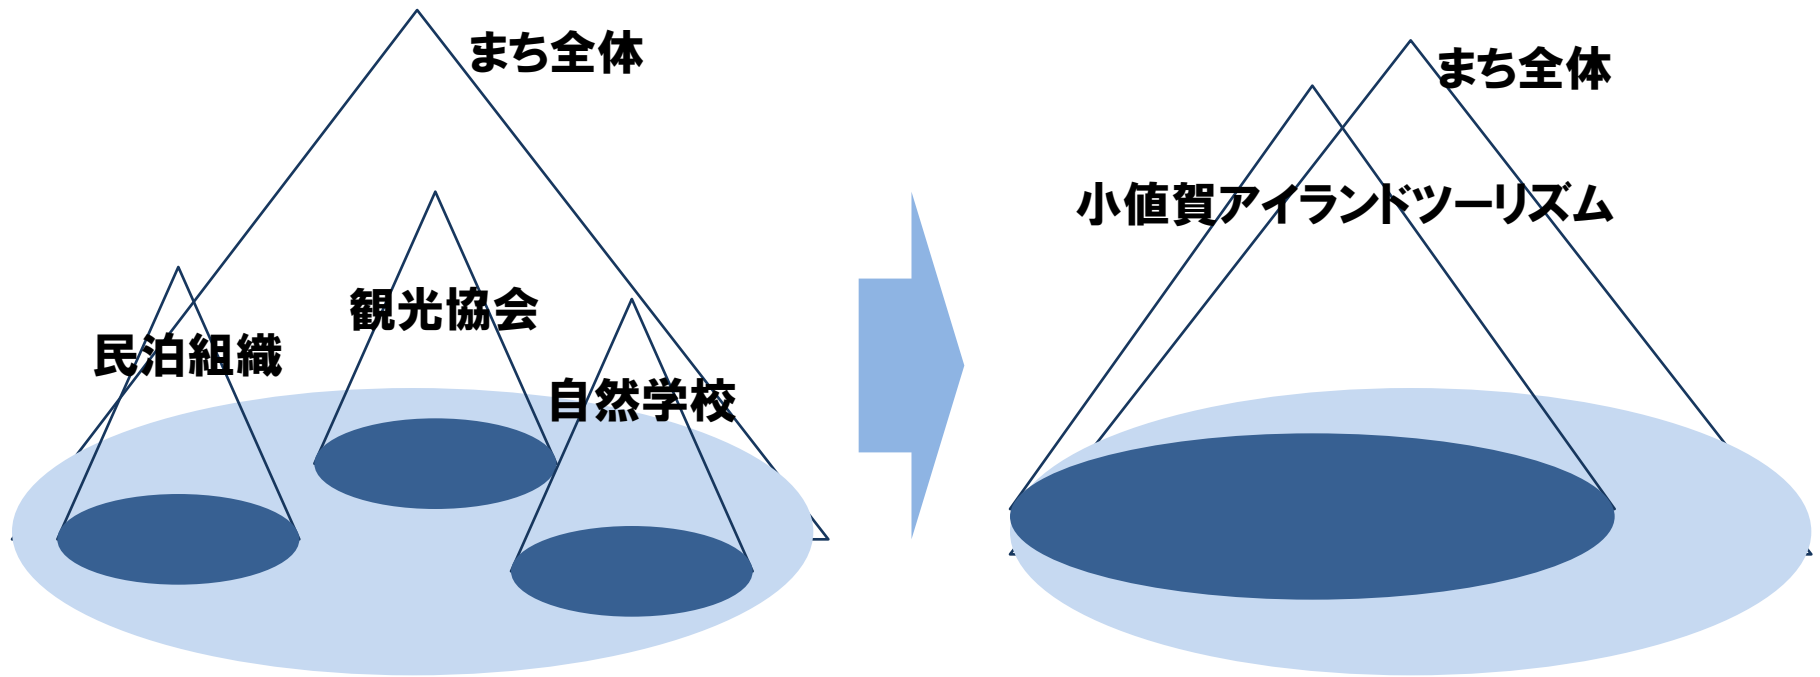 まち全体
観光協会
民泊組織
自然学校
まち全体
小値賀アイランドツーリズム